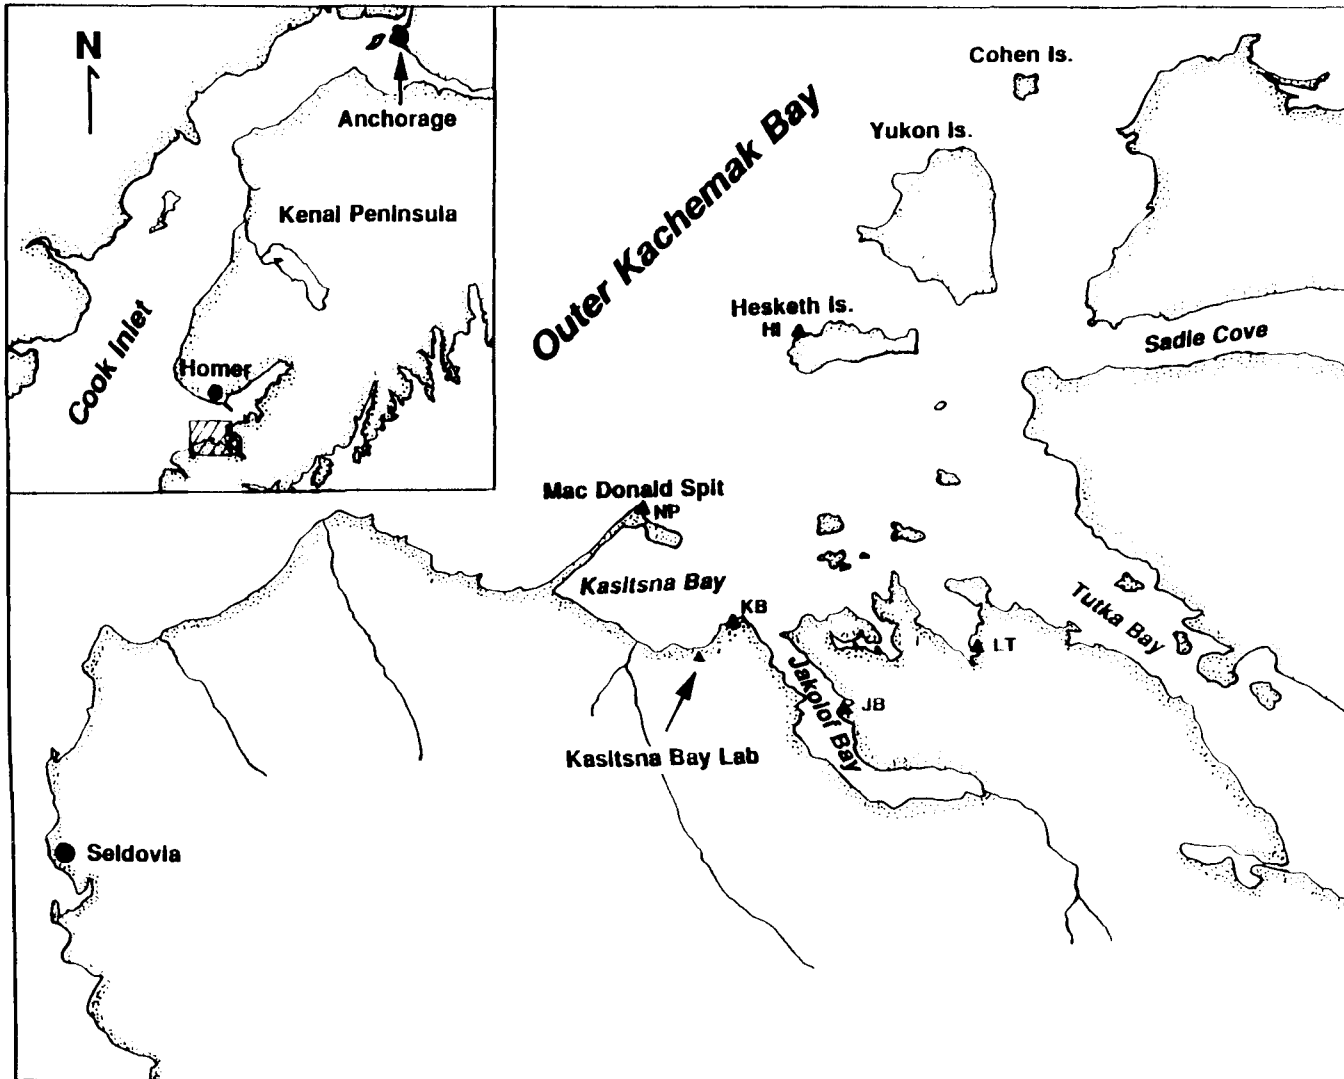 N
Anchorage
Kenai Peninsula
Cook Inlet
Homer
Outer Kachemak Bay
Cohen Is.
Yukon Is.
Hesketh Is.
HI
Sadie Cove
Mac Donald Spit
NP
Kasitsna Bay
KB
Tutka Bay
LT
Jakolof Bay
JB
Kasitsna Bay Lab
Seldovia